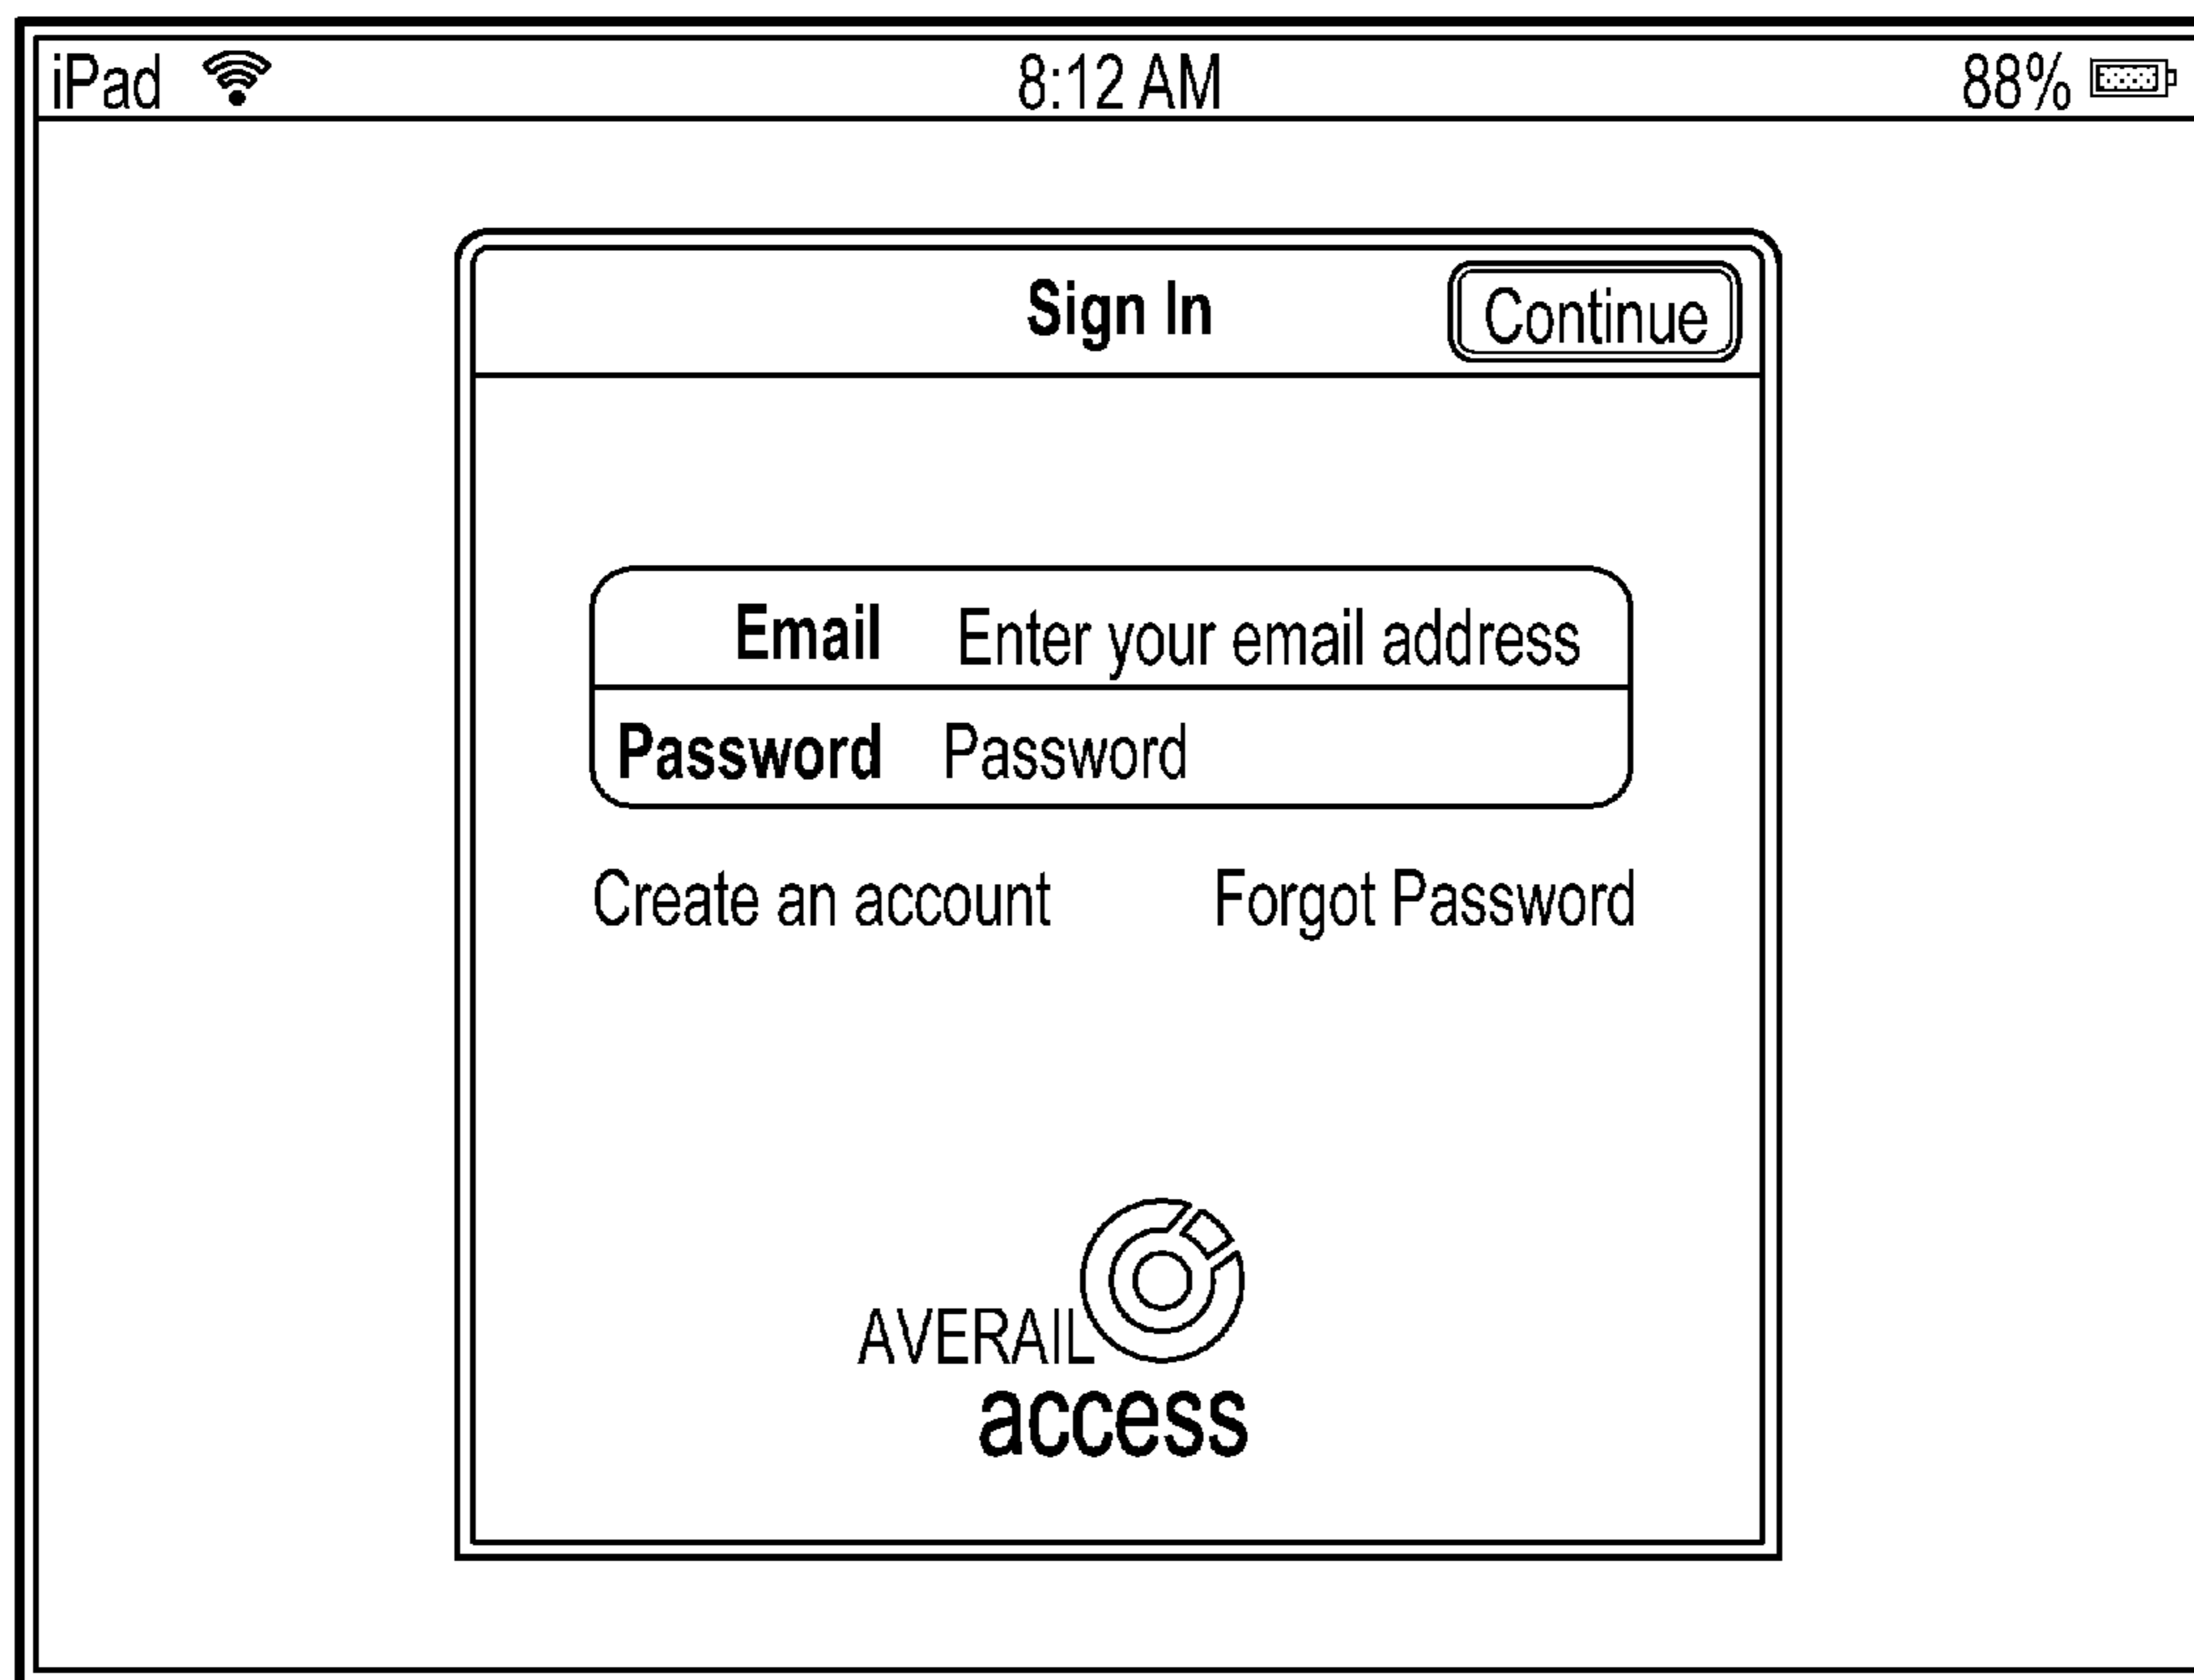 iPad 8:12 AM 88%
Sign In Continue
Email Enter your email address
Password Password
Create an account Forgot Password
AVERAIL
access